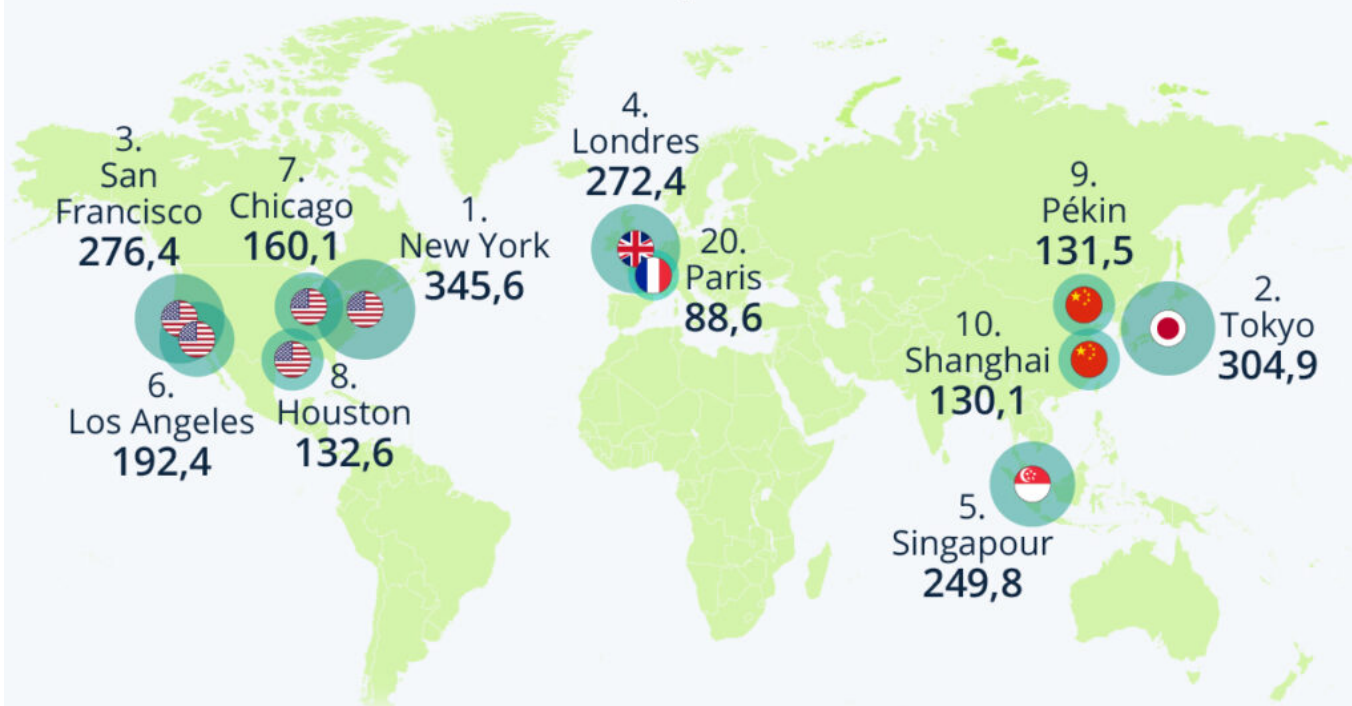 3.
San
Francisco
276,4
7.
Chicago
160,1
1.
New York
345,6
6.
Los Angeles
192,4
8.
Houston
132,6
4.
Londres
272,4
20.
Paris
88,6
9.
Pékin
131,5
10.
Shanghai
130,1
2.
Tokyo
304,9
5.
Singapour
249,8